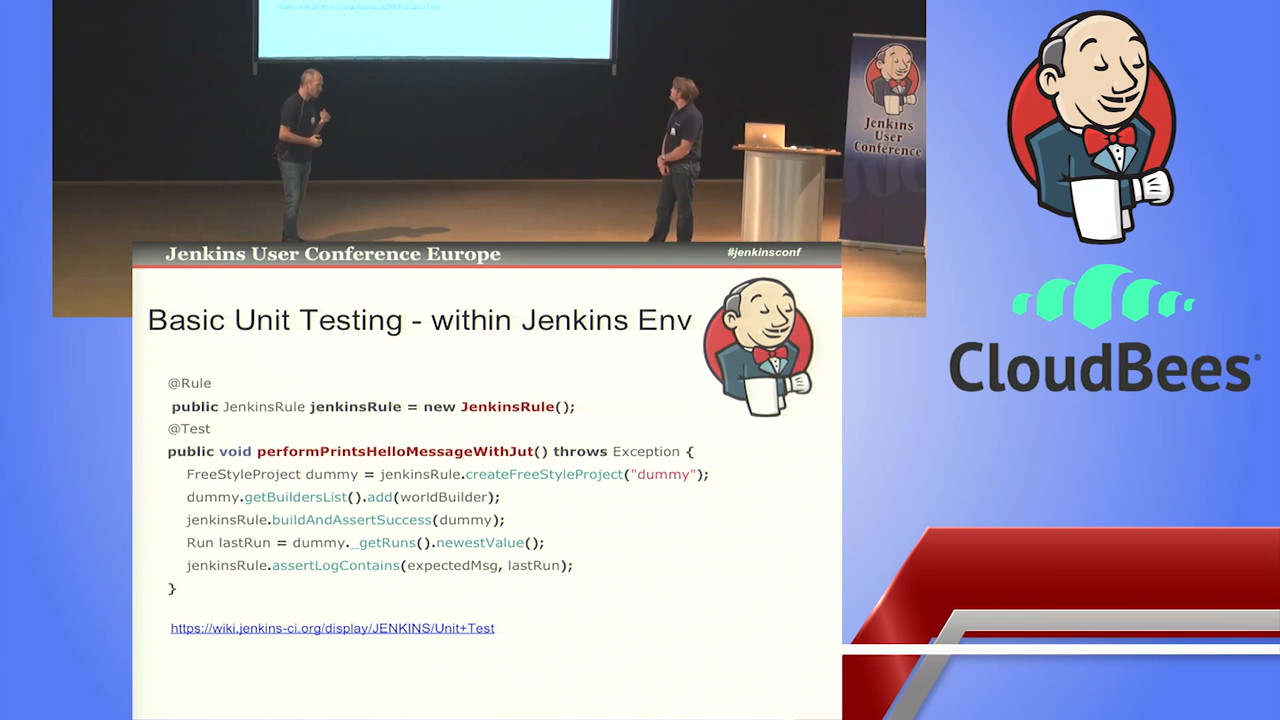 Jenkins
User
Conference
Jenkins User Conference Europe
#jenkinsconf
Basic Unit Testing - within Jenkins Env
@Rule
public JenkinsRule jenkinsRule = new JenkinsRule();
@Test
public void performPrintsHelloMessageWithJut() throws Exception {
FreeStyleProject dummy = jenkinsRule.createFreeStyleProject("dummy");
dummy.getBuildersList().add(worldBuilder);
jenkinsRule.buildAndAssertSuccess(dummy);
Run lastRun = dummy._getRuns().newestValue();
jenkinsRule.assertLogContains(expectedMsg, lastRun);
}
https://wiki.jenkins-ci.org/display/JENKINS/Unit+Test
CloudBees